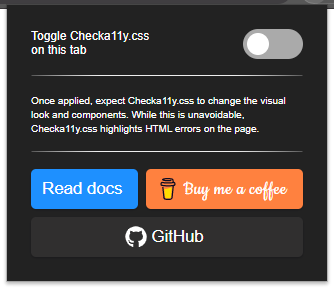 Toggle Checka11y.css
on this tab
Once applied, expect Checka11y.css to change the visual
look and components. While this is unavoidable,
Checka11y.css highlights HTML errors on the page.
Read docs
Buy me a coffee
GitHub